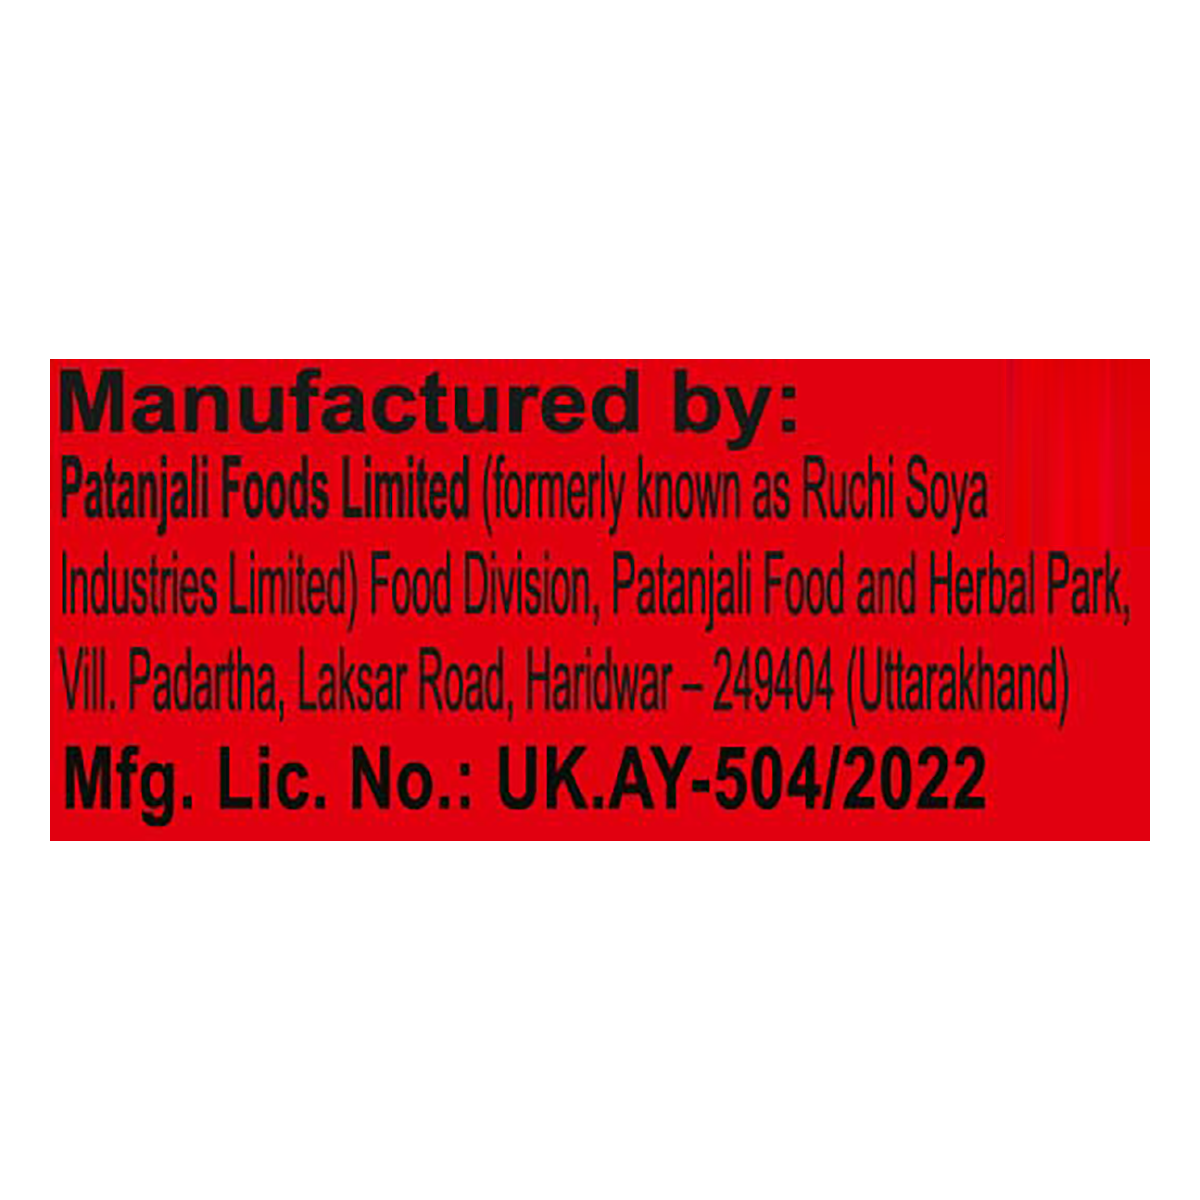 Manufactured by:
Patanjali Foods Limited (formerly known as Ruchi Soya
Industries Limited) Food Division, Patanjali Food and Herbal Park,
Vill. Padartha, Laksar Road, Haridwar – 249404 (Uttarakhand)
Mfg. Lic. No.: UK.AY-504/2022